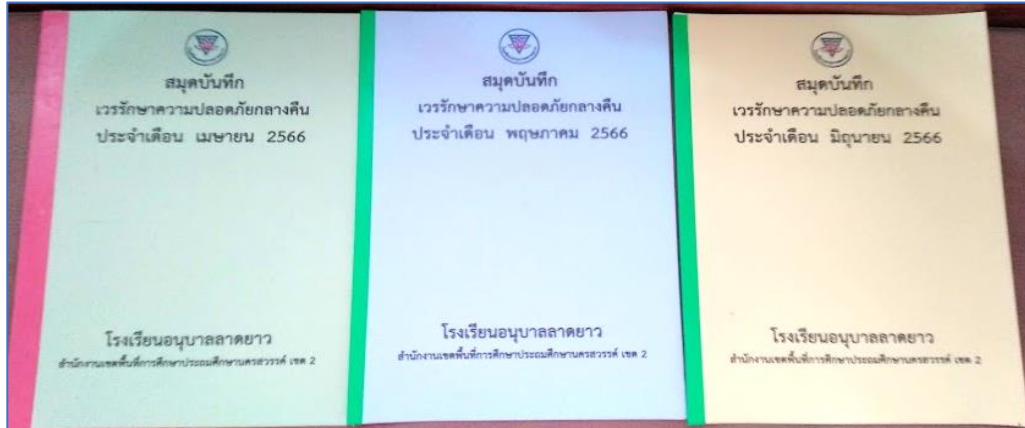 สมุดบันทึก
เวรรักษาความปลอดภัยกลางคืน
ประจำเดือน เมษายน 2566
โรงเรียนอนุบาลลาดยาว
สำนักงานเขตพื้นที่การศึกษาประถมศึกษานครสวรรค์ เขต 2
สมุดบันทึก
เวรรักษาความปลอดภัยกลางคืน
ประจำเดือน พฤษภาคม 2566
โรงเรียนอนุบาลลาดยาว
สำนักงานเขตพื้นที่การศึกษาประถมศึกษานครสวรรค์ เขต 2
สมุดบันทึก
เวรรักษาความปลอดภัยกลางคืน
ประจำเดือน มิถุนายน 2566
โรงเรียนอนุบาลลาดยาว
สำนักงานเขตพื้นที่การศึกษาประถมศึกษานครสวรรค์ เขต 2